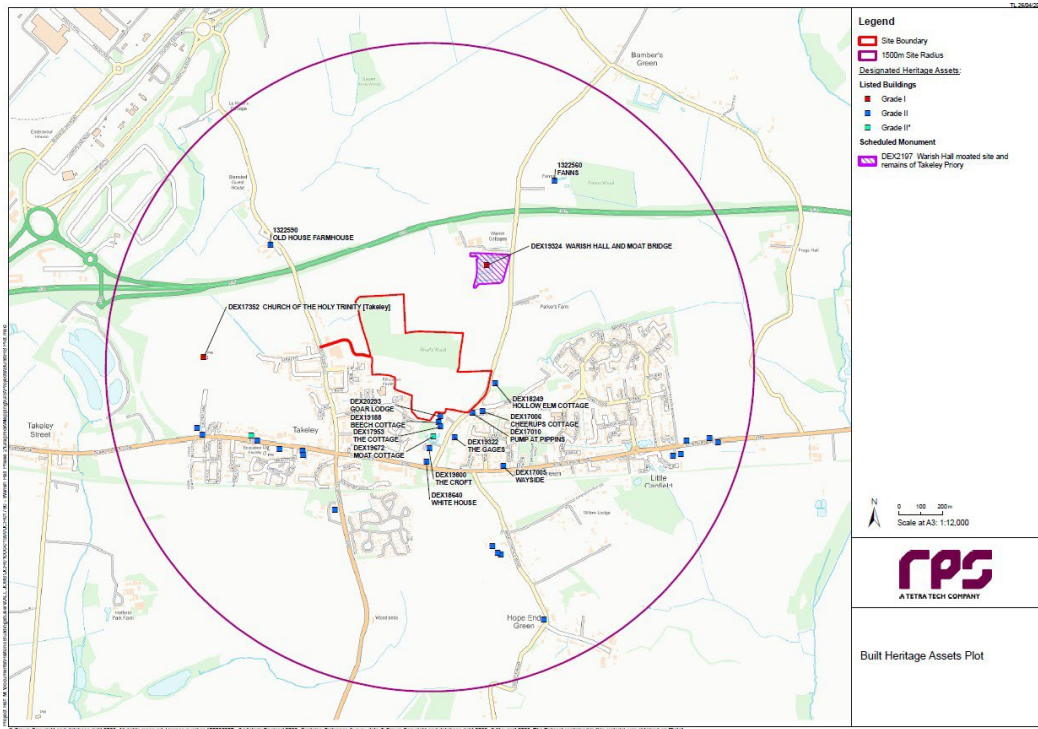 Legend
Site Boundary
1500m Site Radius
Designated Heritage Assets:
Listed Buildings
Grade I
Grade II
Grade II*
Scheduled Monument
DEX2197 Warish Hall moated site and
remains of Takeley Priory
Bamber's
Green
1322560
FANNS
1322590
OLD HOUSE FARMHOUSE
Warish
Cottages
DEX19324 WARISH HALL AND MOAT BRIDGE
DEX17352 CHURCH OF THE HOLY TRINITY [Takeley]
Parker's Farm
DEX18249
HOLLOW ELM COTTAGE
DEX20293
GOAR LODGE
DEX19188
BEECH COTTAGE
DEX17953
THE COTTAGE
DEX19672
MOAT COTTAGE
DEX17006
CHEERUPS COTTAGE
DEX17010
PUMP AT PIPPINS
DEX19322
THE GAGES
DEX19800
THE CROFT
DEX18640
WHITE HOUSE
DEX17005
WAYSIDE
Takeley
Street
Takeley
Little
Canfield
Hope End
Green
N
0 100 200m
Scale at A3: 1:12,000
rps
A TETRA TECH COMPANY
Built Heritage Assets Plot